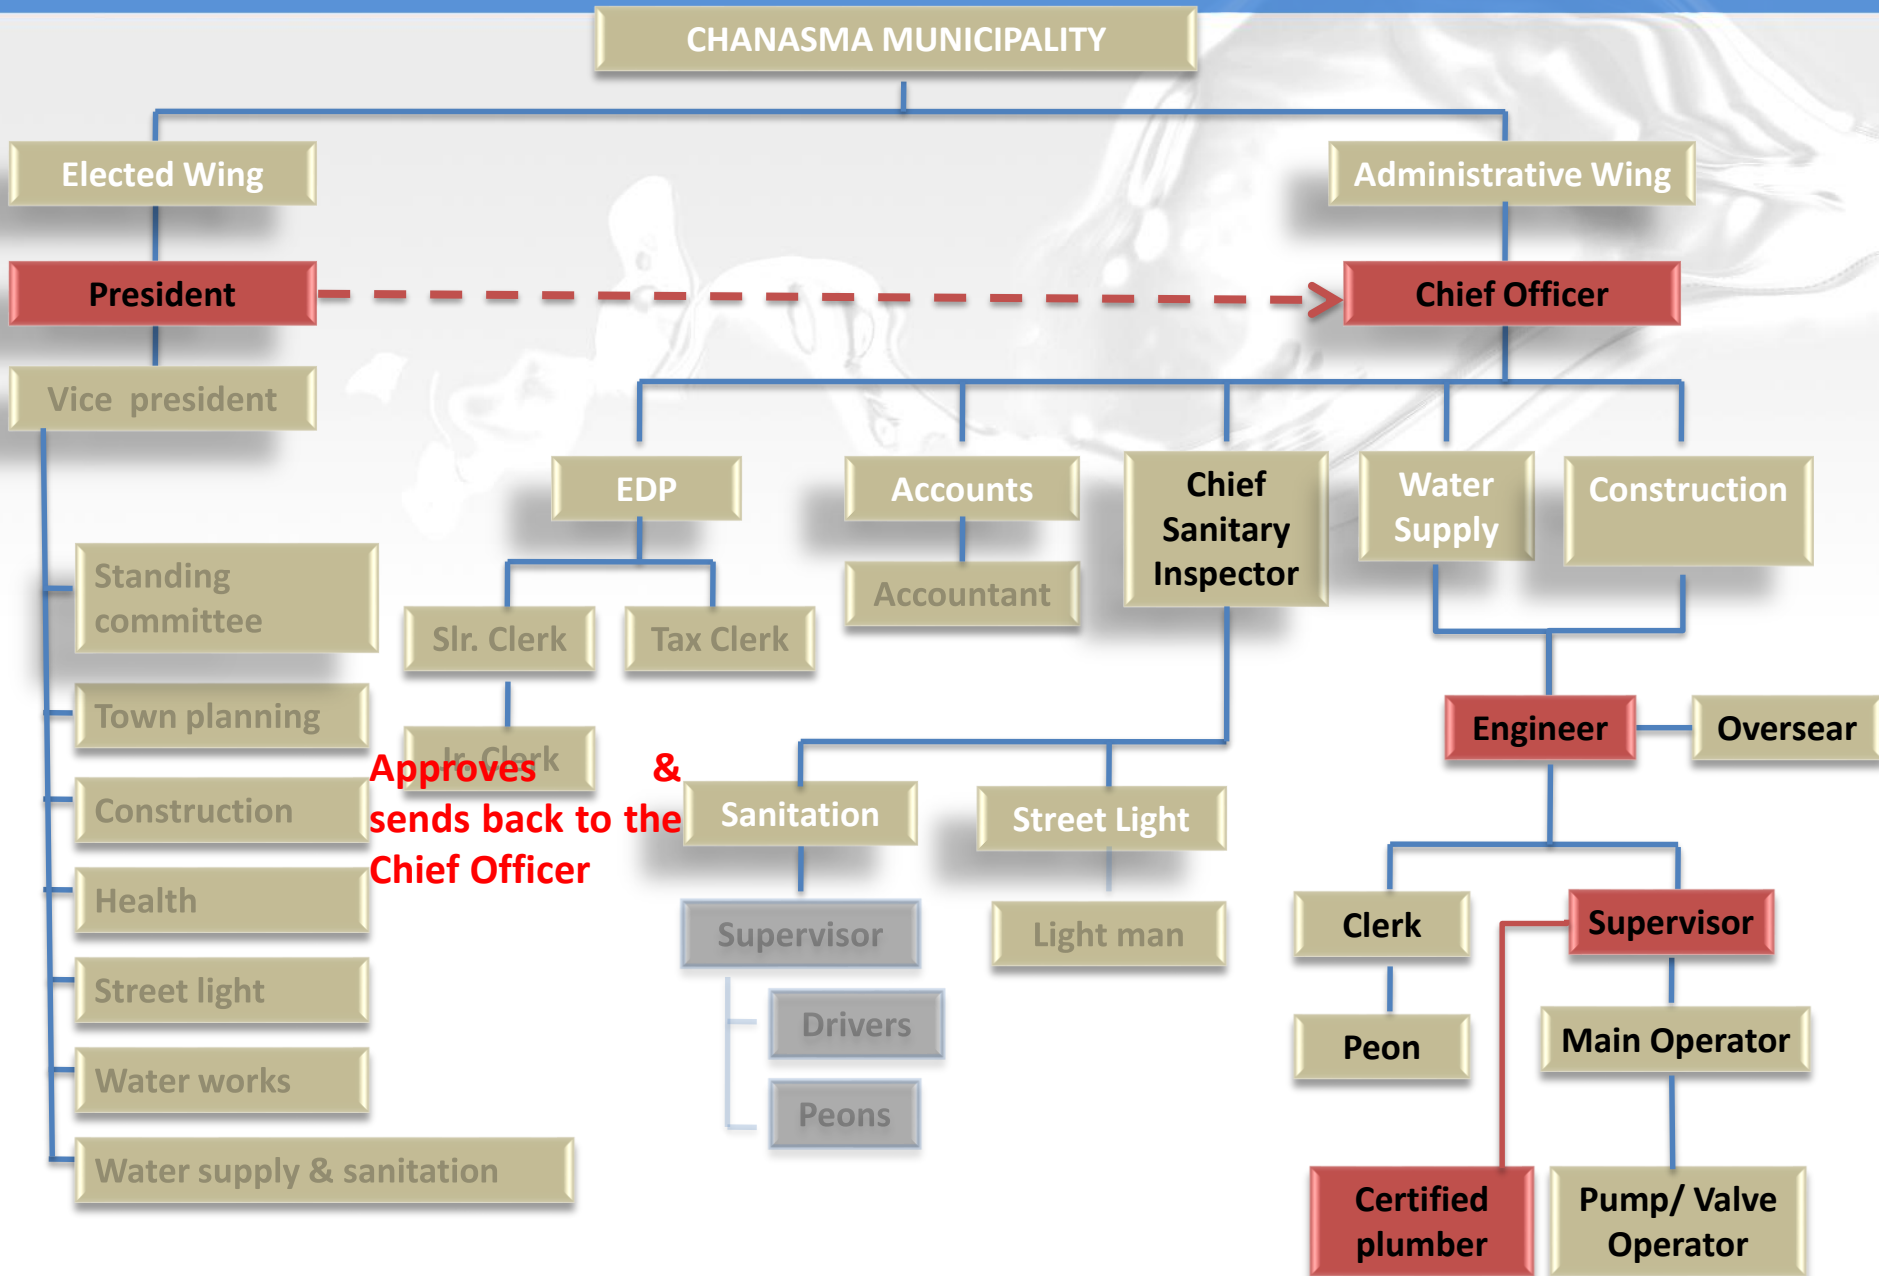 CHANASMA MUNICIPALITY
Elected Wing
Administrative Wing
President
Chief Officer
Vice president
EDP
Accounts
Chief
Sanitary
Inspector
Water
Supply
Construction
Standing
committee
Accountant
Slr. Clerk
Tax Clerk
Town planning
Engineer
Oversear
Jr. Clerk
Approves &
sends back to the
Chief Officer
Construction
Sanitation
Street Light
Health
Supervisor
Light man
Clerk
Supervisor
Street light
Drivers
Peon
Main Operator
Water works
Peons
Water supply & sanitation
Certified
plumber
Pump/ Valve
Operator